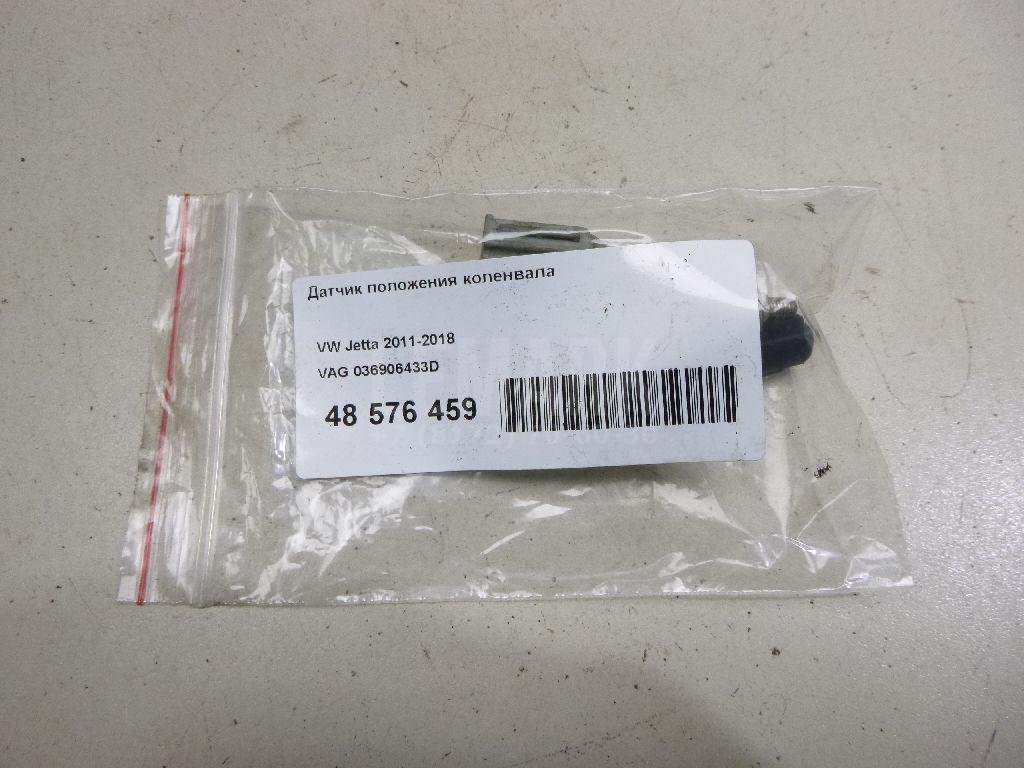 Датчик положения коленвала
VW Jetta 2011-2018
VAG 036906433D
48 576 459